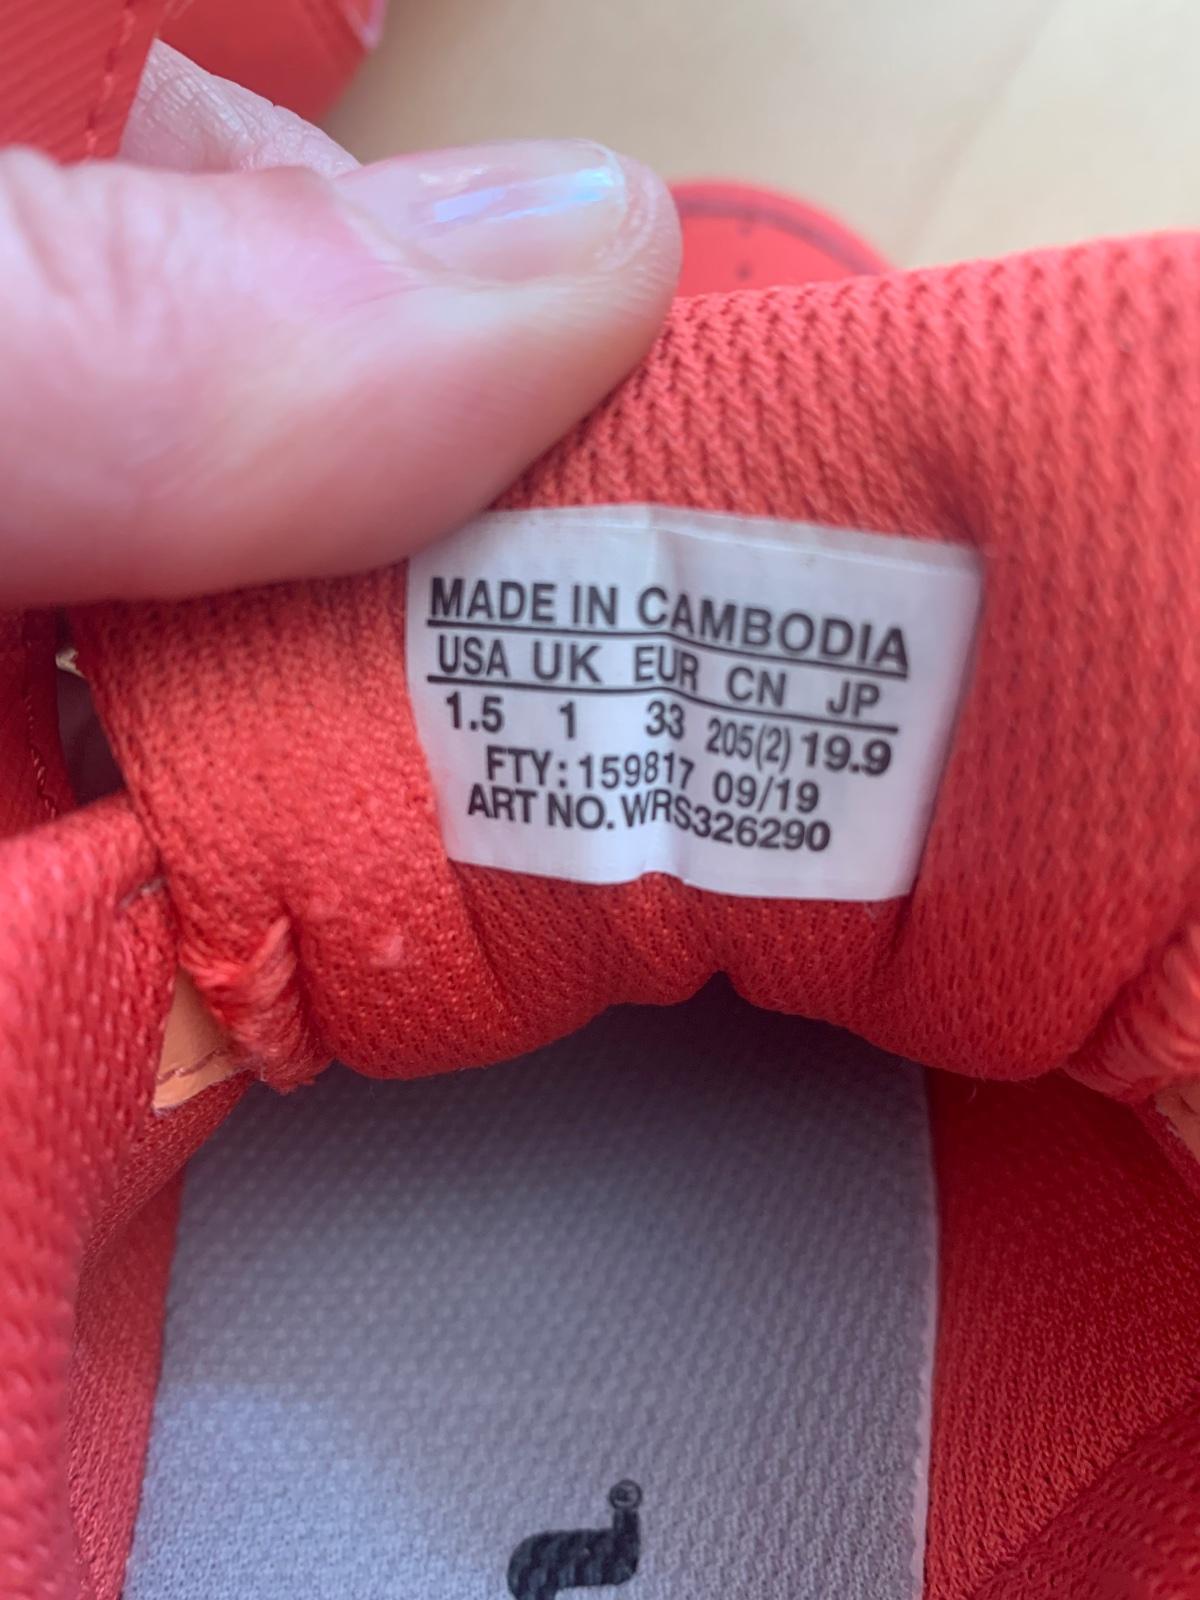 MADE IN CAMBODIA
USA UK EUR CN JP
1.5 1 33 205(2) 19.9
FTY: 159817 09/19
ART NO. WRS326290
®